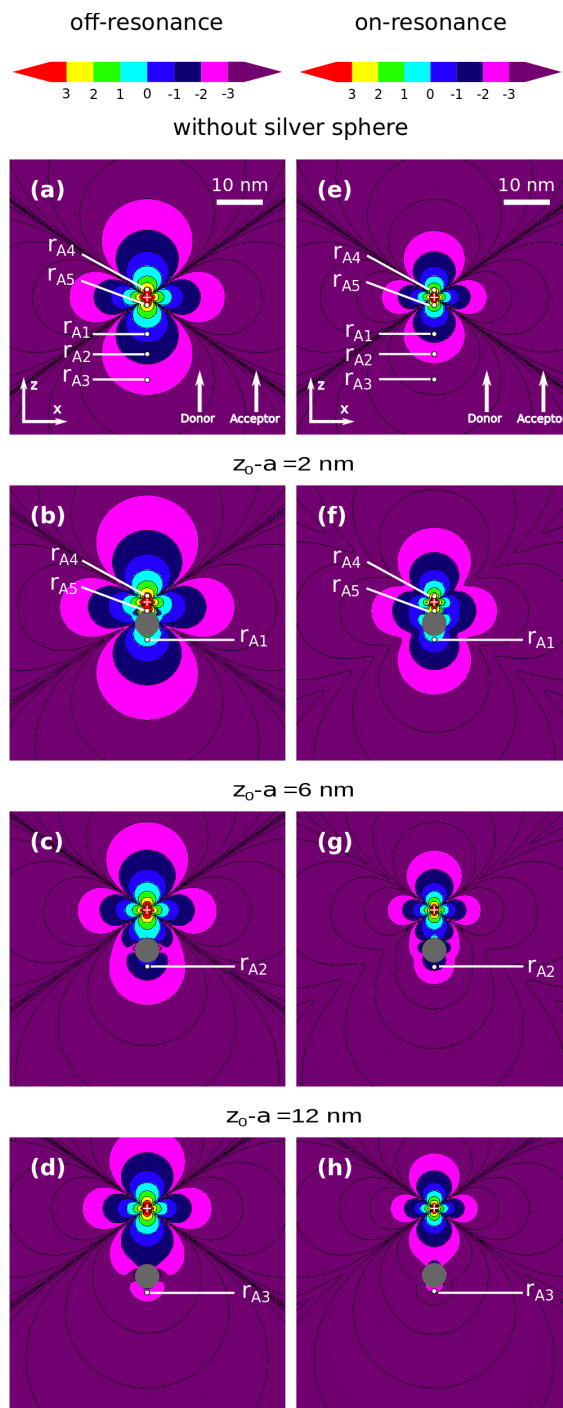 off-resonance on-resonance
3 2 1 0 -1 -2 -3 3 2 1 0 -1 -2 -3
without silver sphere
(a) 10 nm (e) 10 nm
rA4 rA4
rA5 rA5
rA1 rA1
rA2 rA2
rA3 rA3
z z
x Donor Acceptor x Donor Acceptor
z0-a =2 nm
(b) (f)
rA4 rA4
rA5 rA5
rA1 rA1
z0-a =6 nm
(c) (g)
rA2 rA2
z0-a =12 nm
(d) (h)
rA3 rA3